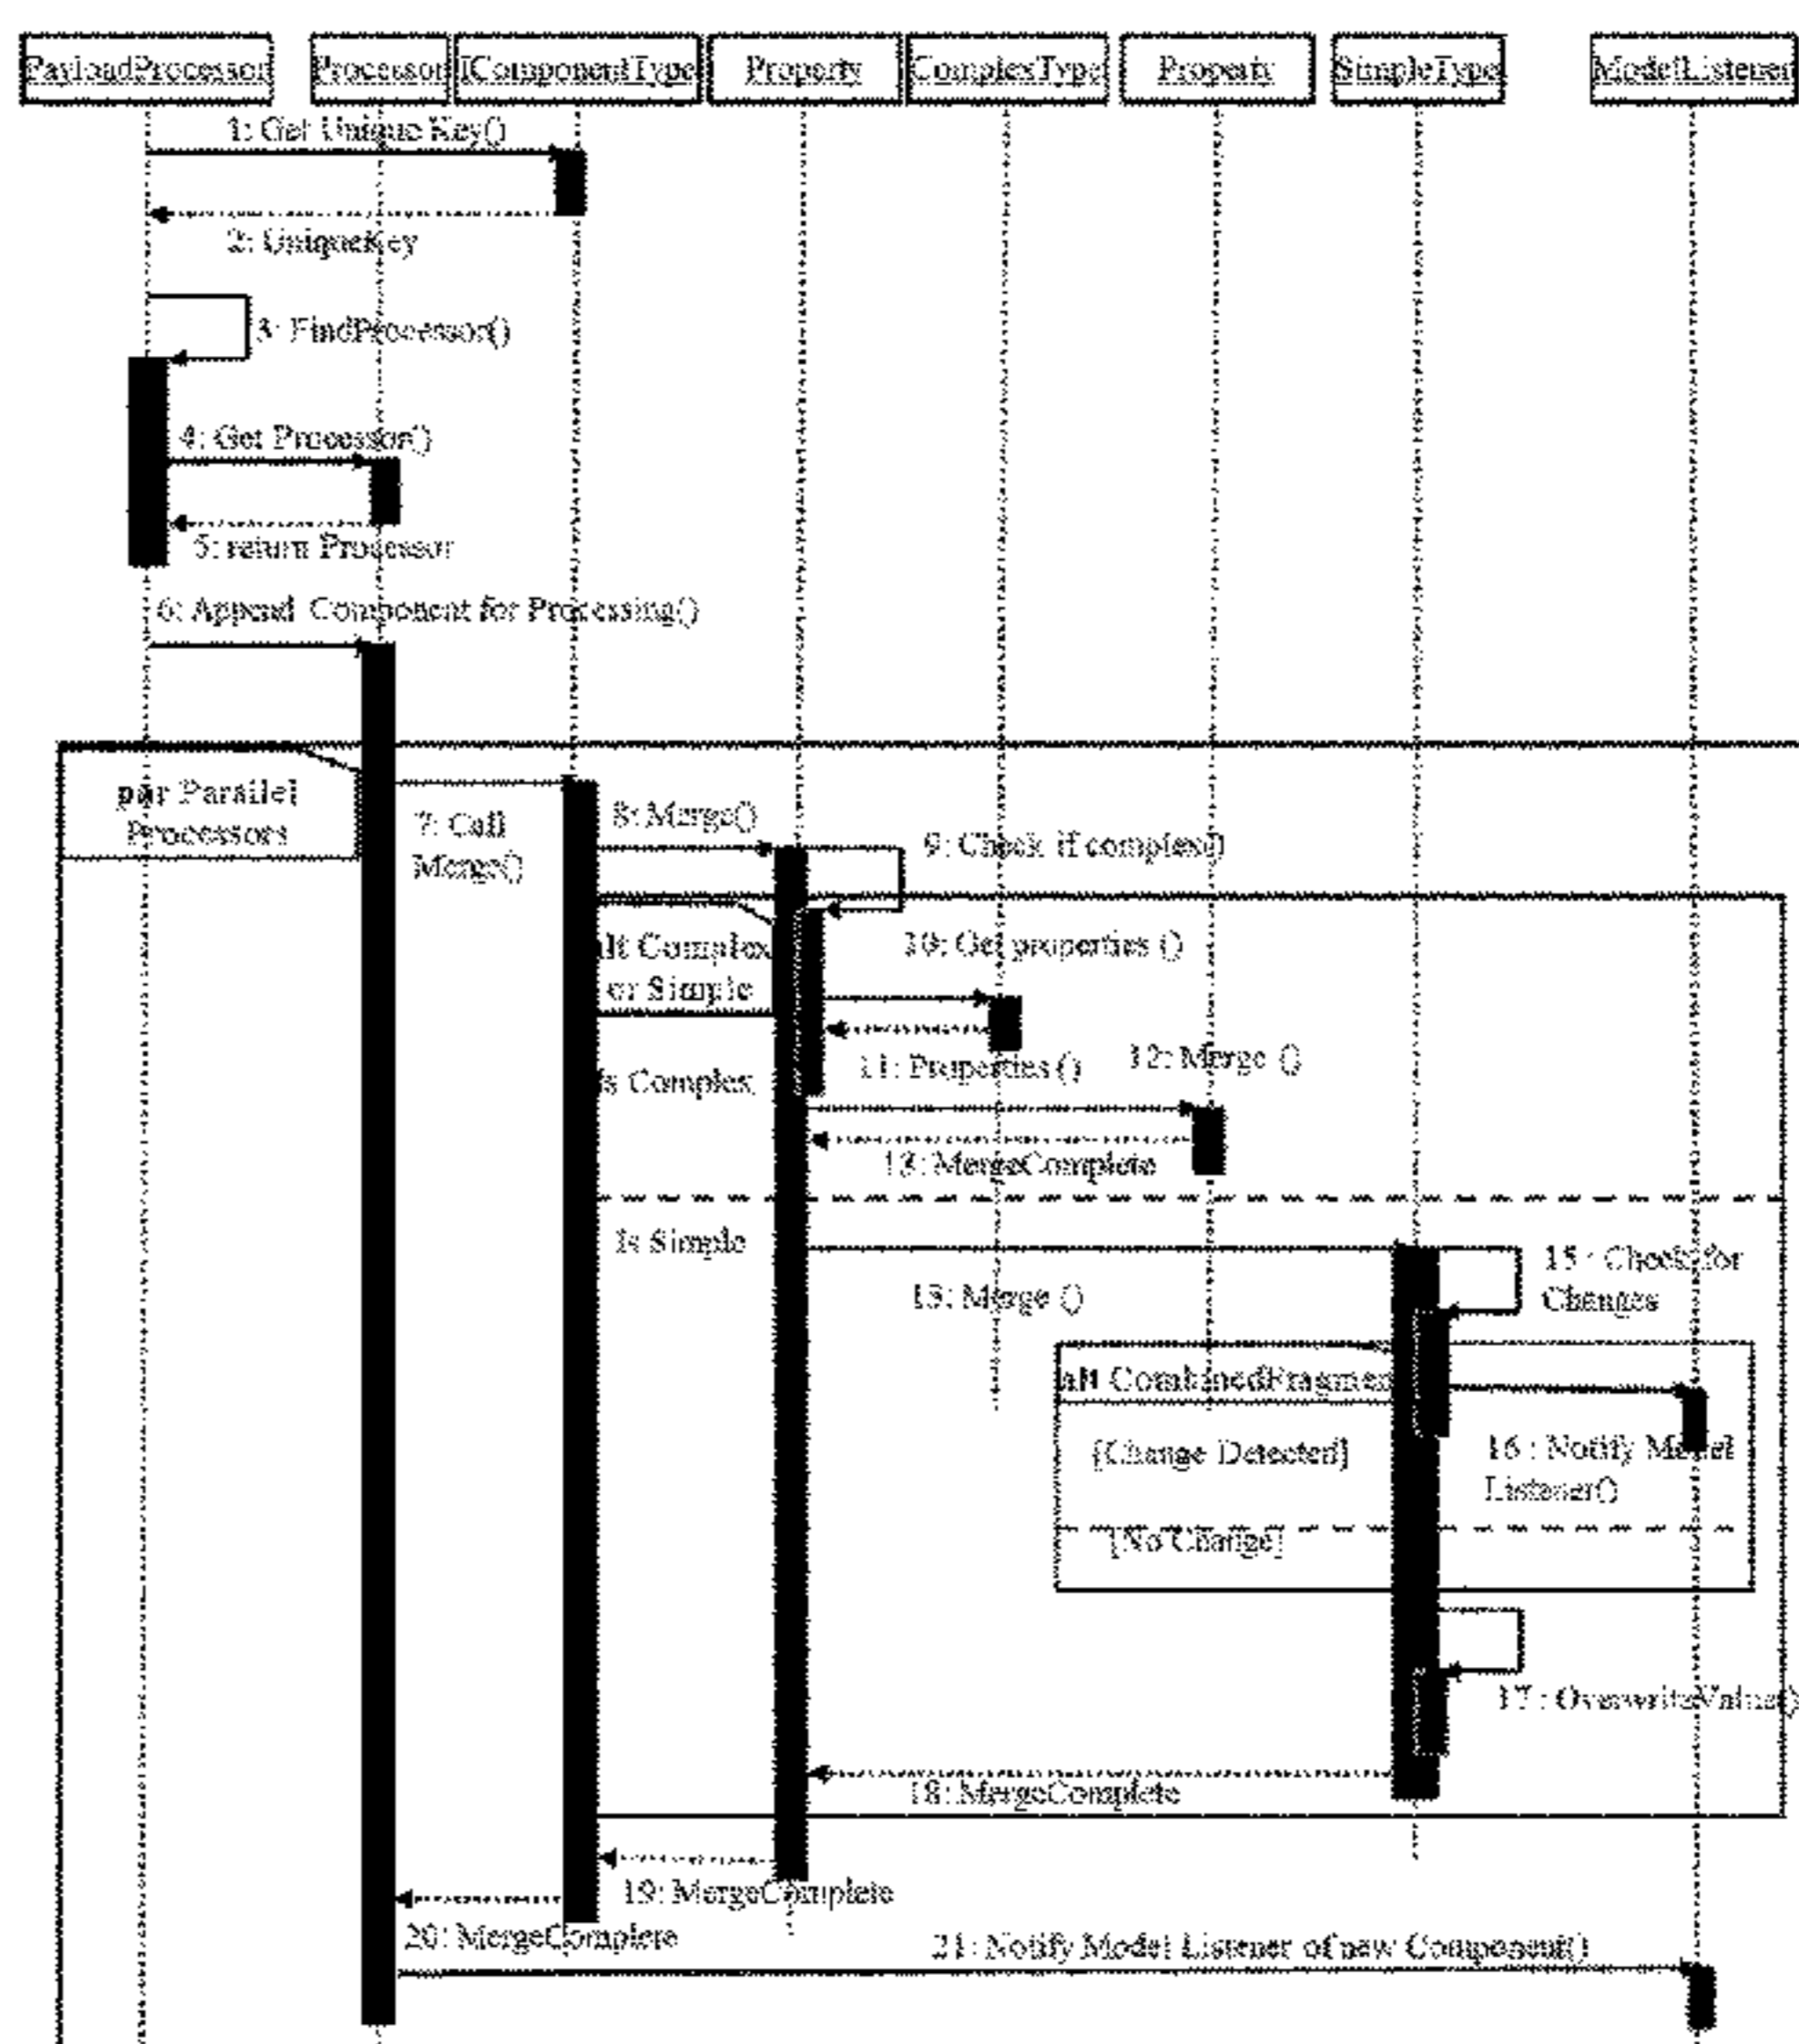 PayloadProcessor Processor IComponentType Property ComplexType Property SimpleType ModelListener
1: Get Unique Key()
2: UniqueKey
3: FindProcessor()
4: Get Processor()
5: return Processor
6: Append Component for Processing()
par Parallel
Processors
7: Call
Merge()
8: Merge()
9: Check if complex()
alt Complex
or Simple
10: Get properties ()
11: Properties ()
12: Merge ()
Is Complex
13: MergeComplete
Is Simple
13: Merge ()
15 : Check for
Changes
alt CombinedFragmen
[Change Detected]
16 : Notify Model
Listener()
[No Change]
17 : OverwriteValue()
18: MergeComplete
19: MergeComplete
20: MergeComplete
21: Notify Model Listener of new Component()